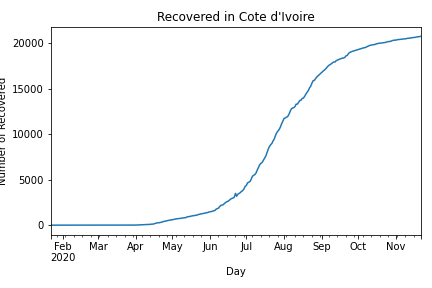 Recovered in Cote d'Ivoire
20000
15000
10000
5000
0
Number of Recovered
Feb Mar Apr May Jun Jul Aug Sep Oct Nov
2020
Day